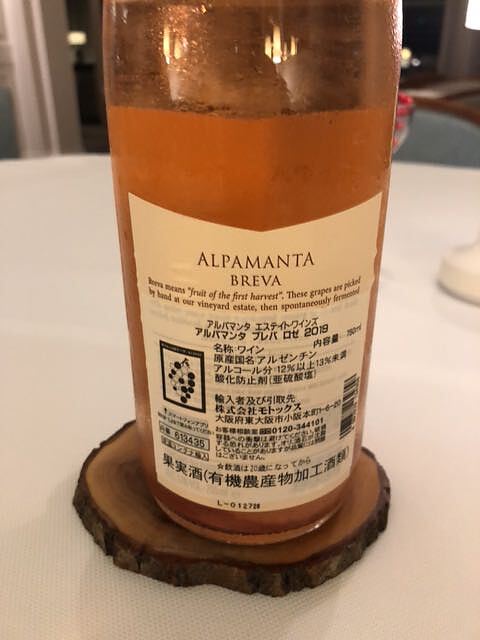 ALPAMANTA
BREVA
Breva means "fruit of the first harvest". These grapes are picked
by hand at our vineyard estate, then spontaneously fermented
アルパマンタ エステイトワインズ
アルパマンタ ブレバ ロゼ 2019
名称:ワイン 内容量:750ml
原産国名 アルゼンチン
アルコール分:12%以上13%未満
酸化防止剤(亜硫酸塩)
輸入者及び引取先
株式会社モトックス
大阪府東大阪市小阪本町1-6-20
お客様相談室 0120-344101
613435
☆飲酒は20歳になってから
果実酒(有機農産物加工酒類)
L-012728